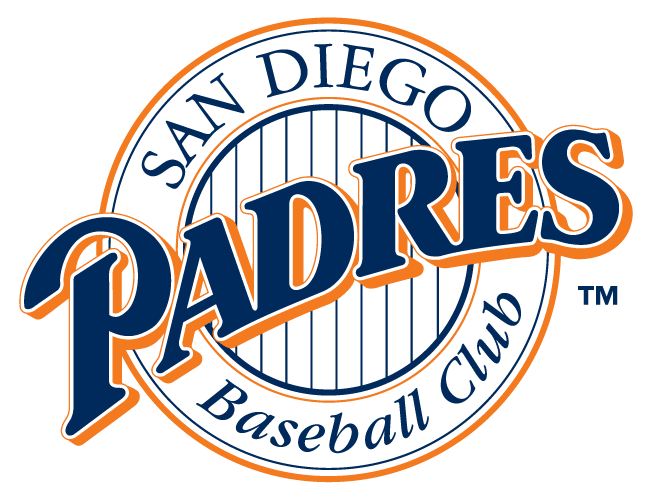 SAN DIEGO
PADRES
TM
Baseball Club